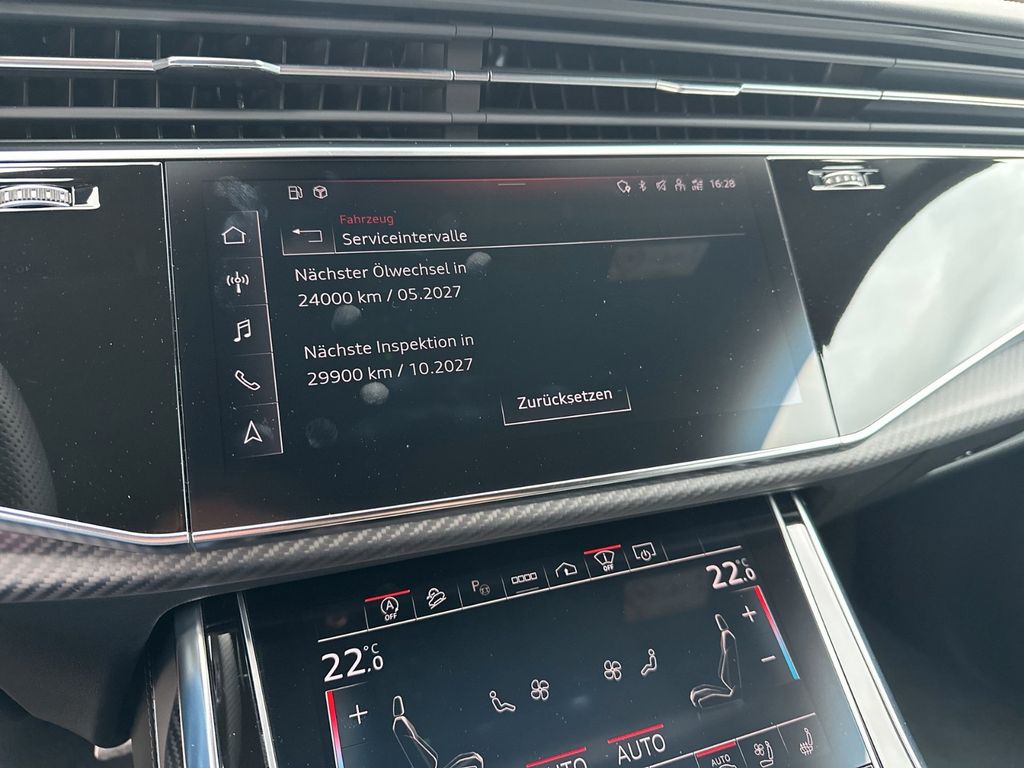 16:28
Fahrzeug
Serviceintervalle
Nächster Ölwechsel in
24000 km / 05.2027
Nächste Inspektion in
29900 km / 10.2027
Zurücksetzen
A
OFF
P
OFF
22.0 °C
22.0 °C
+
+
−
AUTO
AUTO